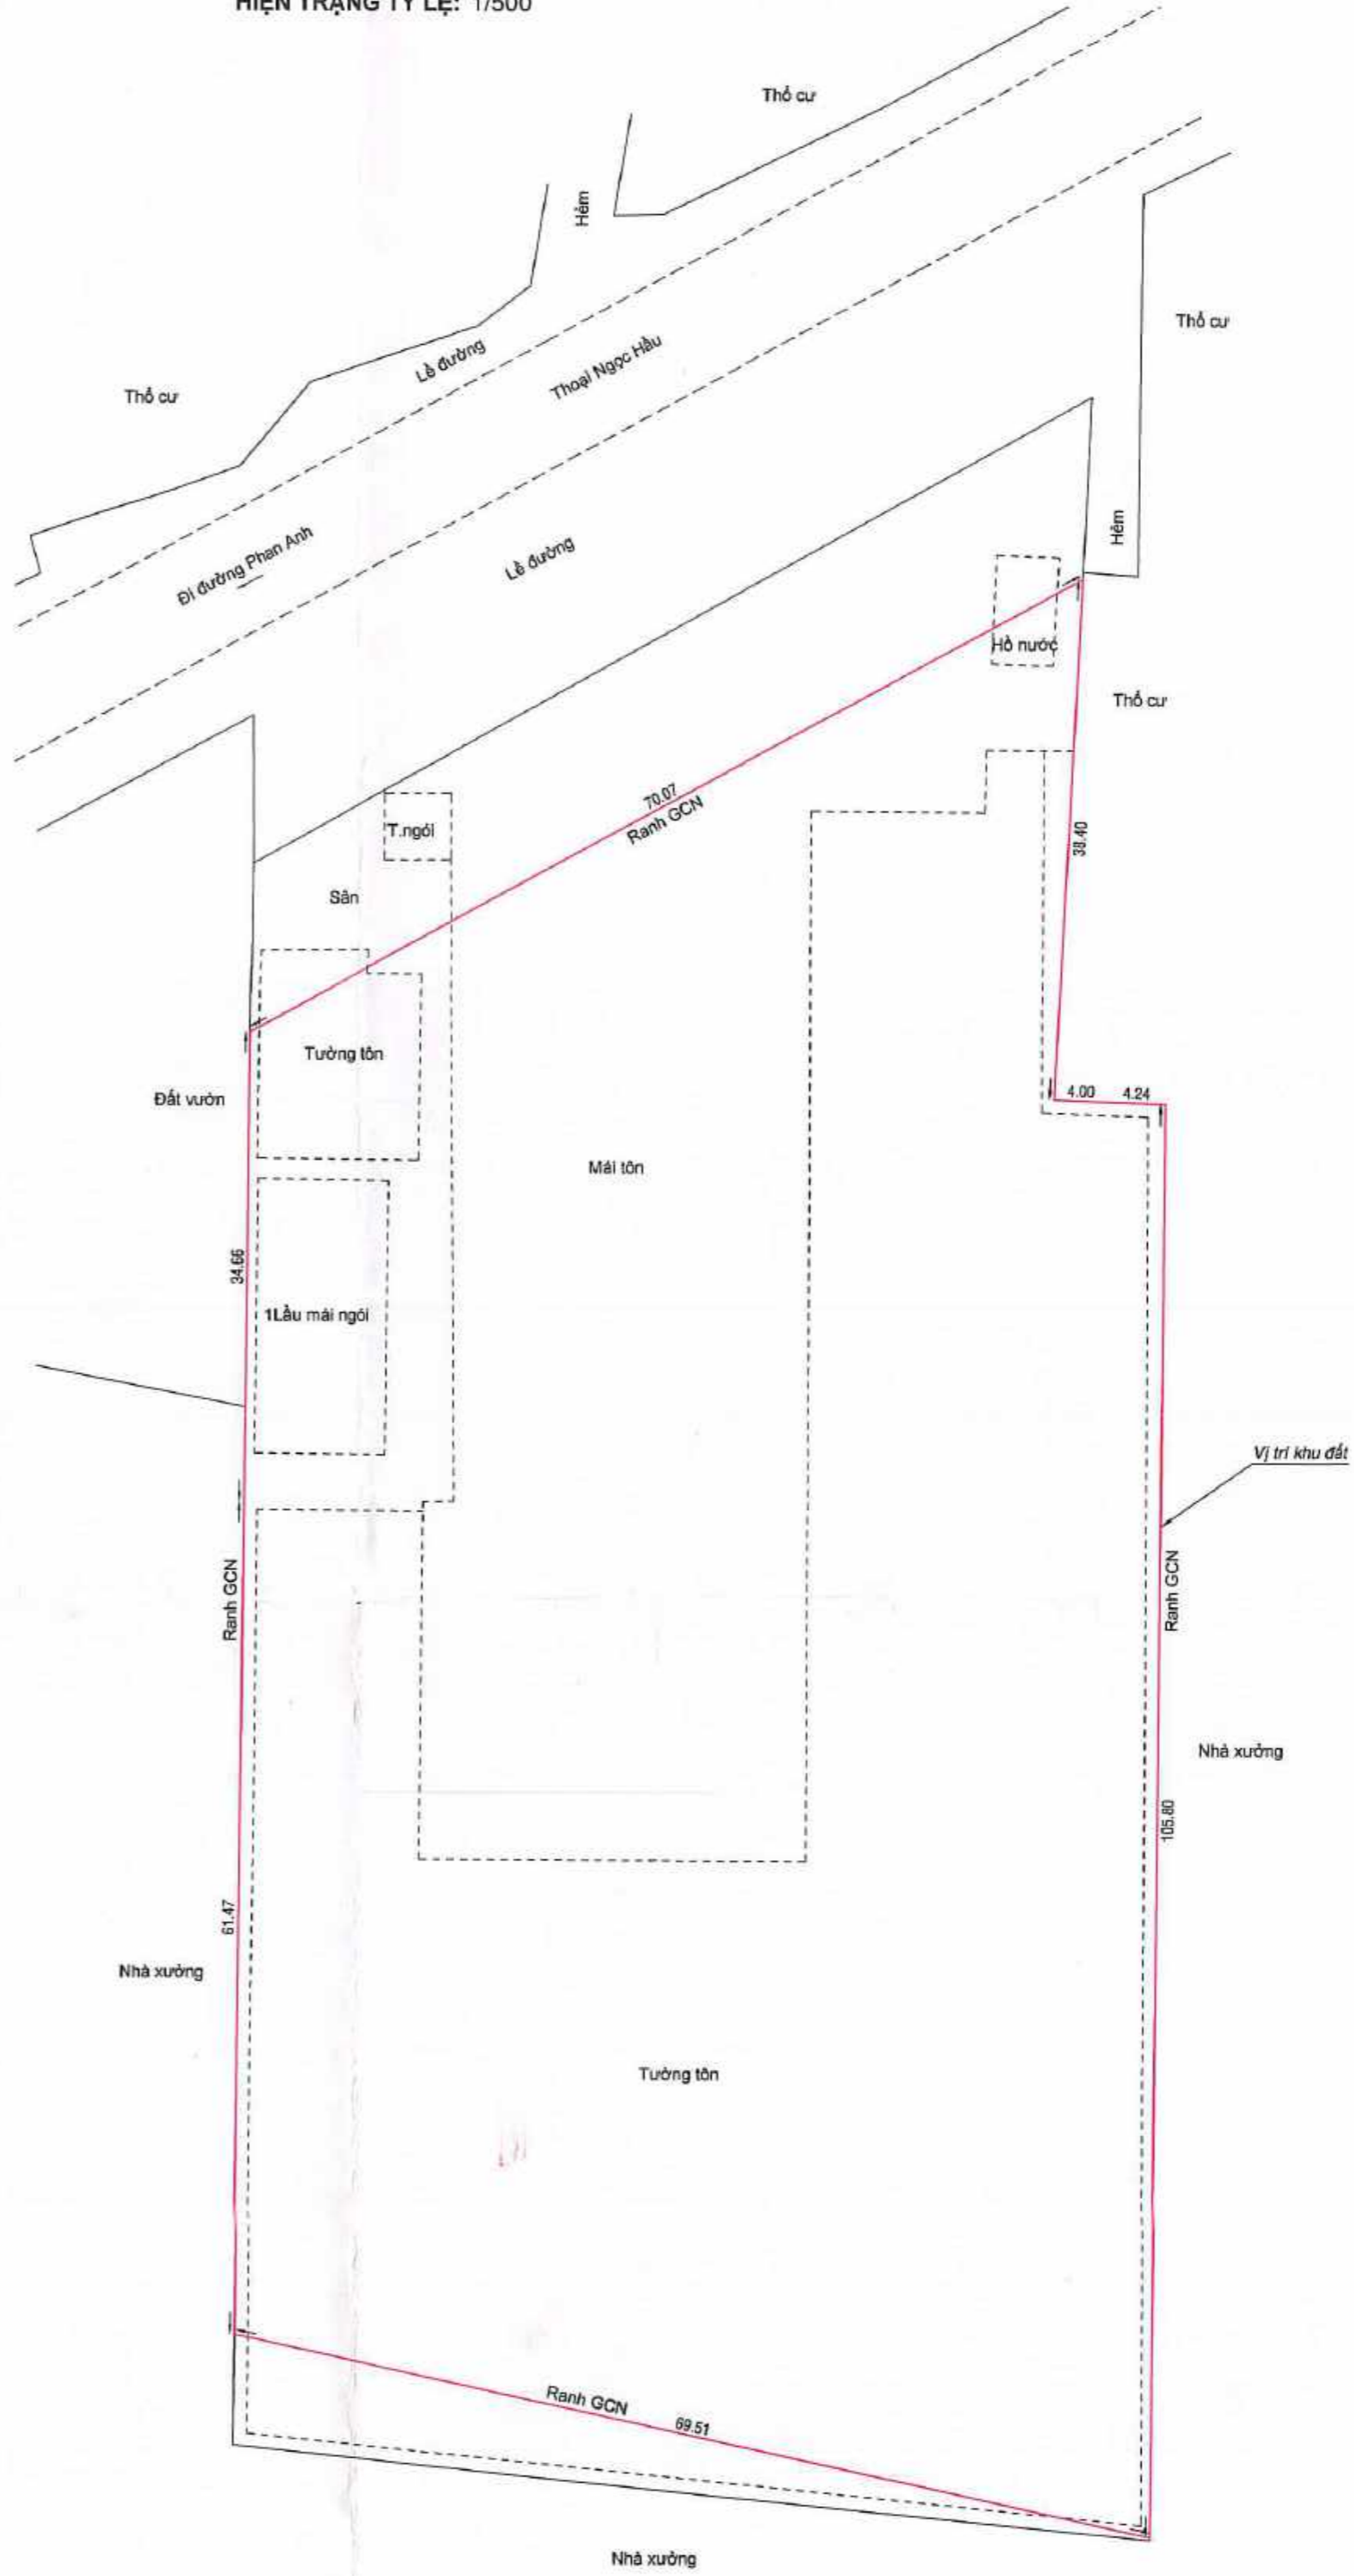 HIỆN TRẠNG TỶ LỆ: 1/500
Thổ cư
Hẻm
Thổ cư
Lề đường
Thoại Ngọc Hầu
Thổ cư
Đi đường Phan Anh
Lề đường
Hẻm
Hồ nước
Thổ cư
70.07
Ranh GCN
T.ngói
38.40
Sân
Tường tôn
Đất vườn
4.00
4.24
Mái tôn
34.66
1Lầu mái ngói
Vị trí khu đất
Ranh GCN
Ranh GCN
Nhà xưởng
105.80
61.47
Nhà xưởng
Tường tôn
Ranh GCN
69.51
Nhà xưởng